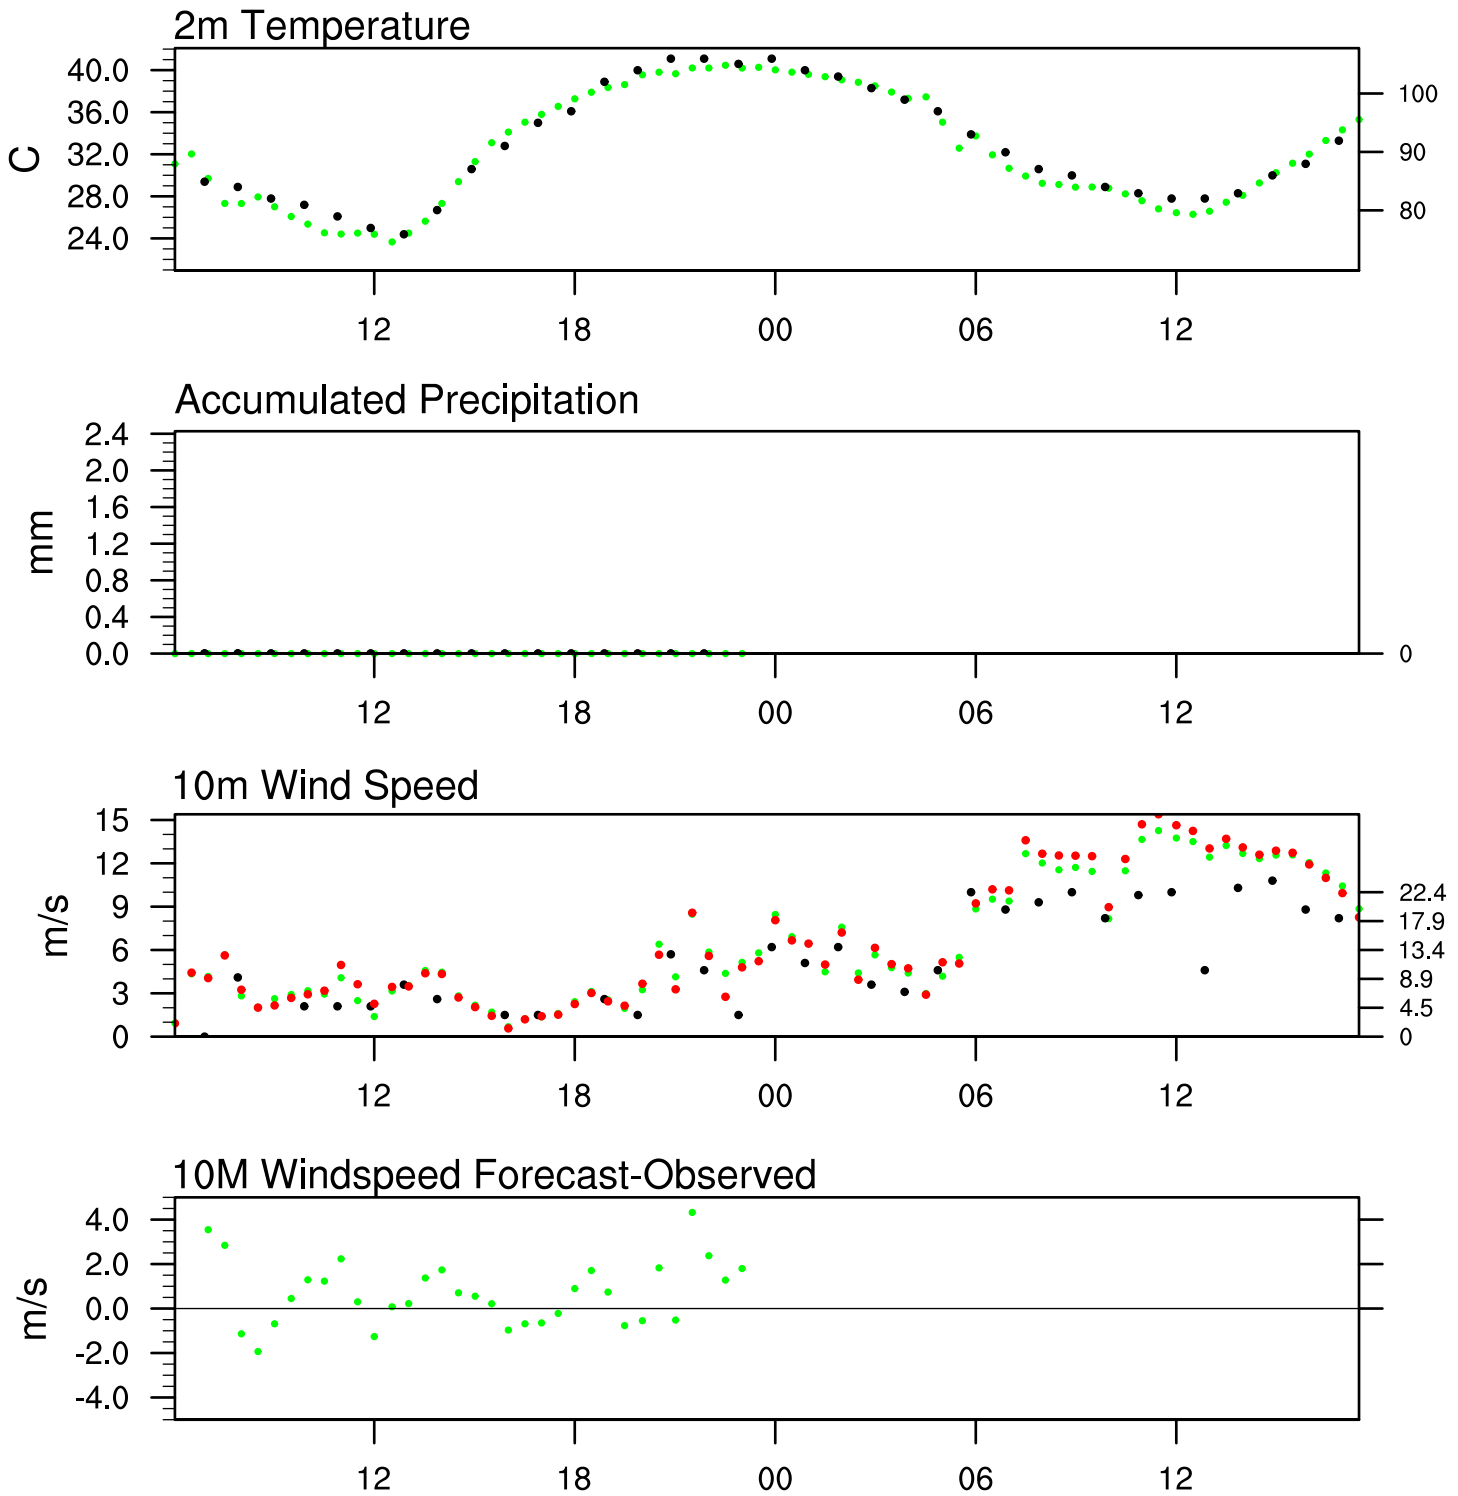 2m Temperature
40.0
36.0
32.0
28.0
24.0
C
100
90
80
12 18 00 06 12
Accumulated Precipitation
2.4
2.0
1.6
1.2
0.8
0.4
0.0
mm
0
12 18 00 06 12
10m Wind Speed
15
12
9
6
3
0
m/s
22.4
17.9
13.4
8.9
4.5
0
12 18 00 06 12
10M Windspeed Forecast-Observed
4.0
2.0
0.0
-2.0
-4.0
m/s
12 18 00 06 12